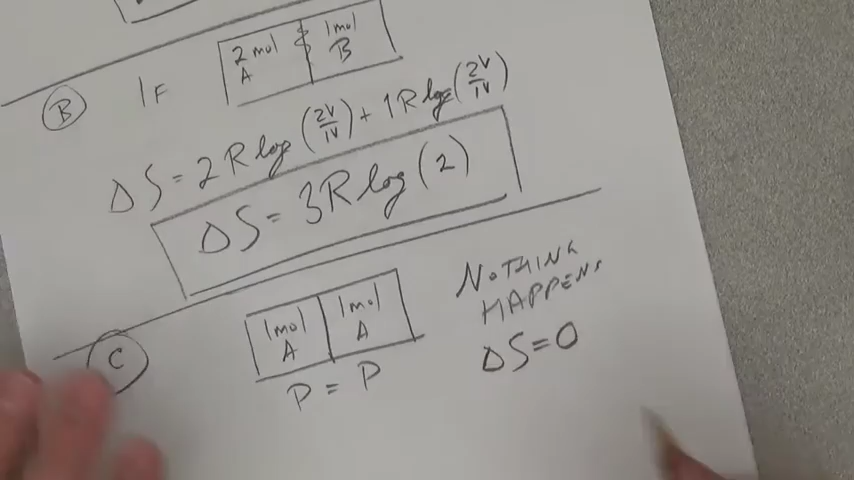 (B) IF
2 mol A
1 mol B
ΔS = 2 R log (2V/1V) + 1 R log (2V/1V)
ΔS = 3R log (2)
(C)
1 mol A
1 mol A
P = P
NOTHING
HAPPENS
ΔS = 0